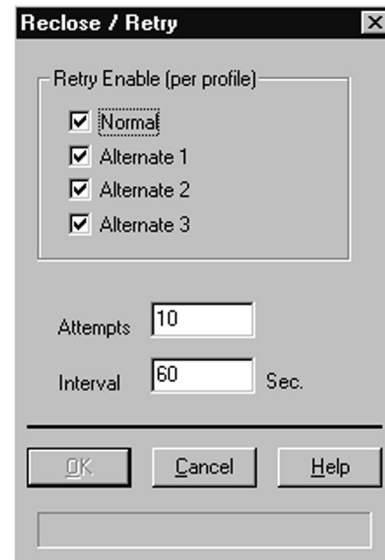 Reclose / Retry
Retry Enable (per profile)
Normal
Alternate 1
Alternate 2
Alternate 3
Attempts 10
Interval 60 Sec.
OK Cancel Help